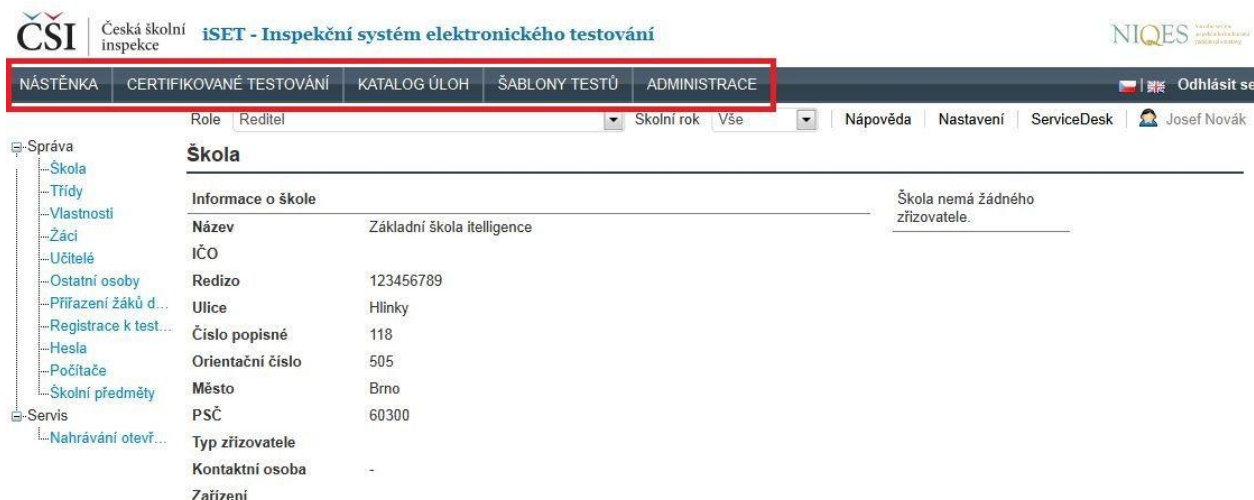 ČŠI Česká školní inspekce iSET - Inspekční systém elektronického testování NIQES
NÁSTĚNKA CERTIFIKOVANÉ TESTOVÁNÍ KATALOG ÚLOH ŠABLONY TESTŮ ADMINISTRACE Odhlásit se
Role Ředitel Školní rok Vše Nápověda Nastavení ServiceDesk Josef Novák
Správa
Škola
Třídy
Vlastnosti
Žáci
Učitelé
Ostatní osoby
Přiřazení žáků d...
Registrace k test...
Hesla
Počítače
Školní předměty
Servis
Nahrávání otevř...
Škola
Informace o škole
Název Základní škola itelligence
IČO
Redizo 123456789
Ulice Hlinky
Číslo popisné 118
Orientační číslo 505
Město Brno
PSČ 60300
Typ zřizovatele
Kontaktní osoba -
Zařízení
Škola nemá žádného
zřizovatele.